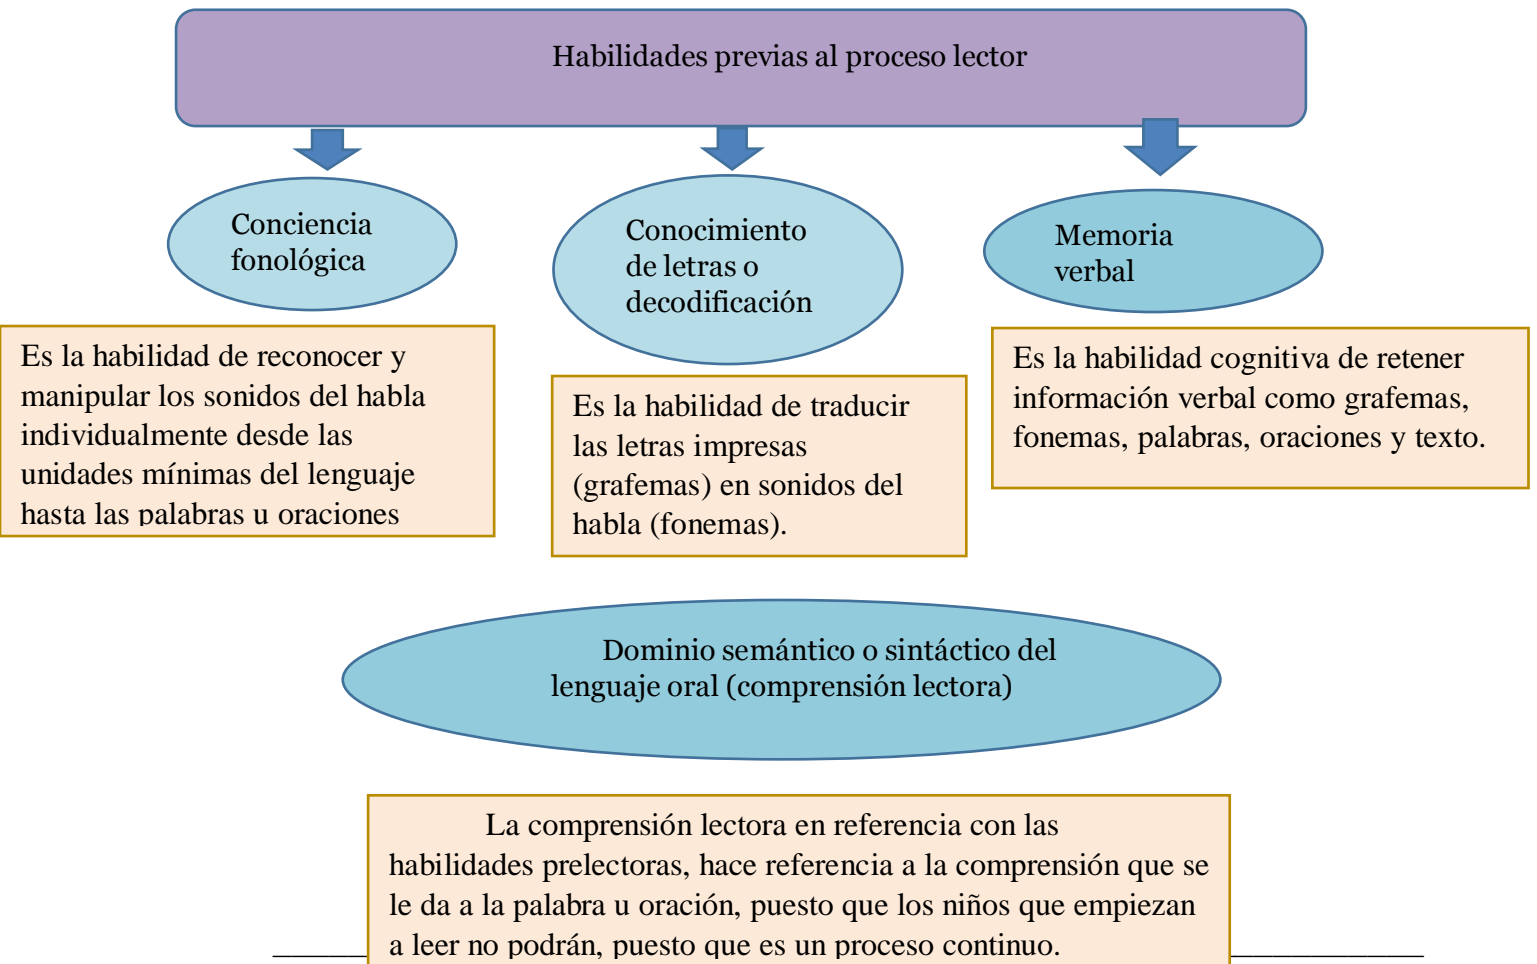 Habilidades previas al proceso lector
Conciencia
fonológica
Conocimiento
de letras o
decodificación
Memoria
verbal
Es la habilidad de reconocer y
manipular los sonidos del habla
individualmente desde las
unidades mínimas del lenguaje
hasta las palabras u oraciones
Es la habilidad de traducir
las letras impresas
(grafemas) en sonidos del
habla (fonemas).
Es la habilidad cognitiva de retener
información verbal como grafemas,
fonemas, palabras, oraciones y texto.
Dominio semántico o sintáctico del
lenguaje oral (comprensión lectora)
La comprensión lectora en referencia con las
habilidades prelectoras, hace referencia a la comprensión que se
le da a la palabra u oración, puesto que los niños que empiezan
a leer no podrán, puesto que es un proceso continuo.